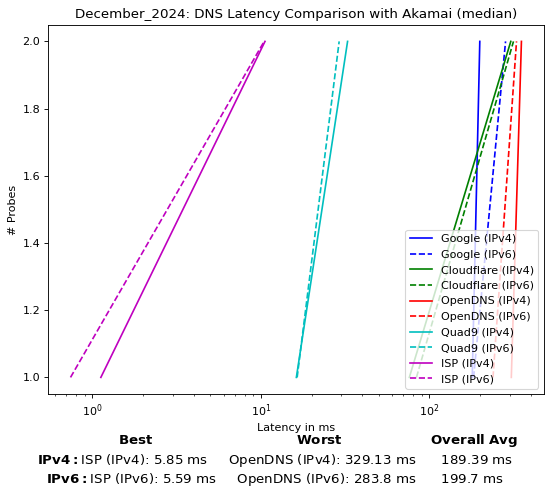 December_2024: DNS Latency Comparison with Akamai (median)
2.0
1.8
1.6
1.4
1.2
1.0
# Probes
Google (IPv4)
Google (IPv6)
Cloudflare (IPv4)
Cloudflare (IPv6)
OpenDNS (IPv4)
OpenDNS (IPv6)
Quad9 (IPv4)
Quad9 (IPv6)
ISP (IPv4)
ISP (IPv6)
10⁰ 10¹ 10²
Latency in ms
Best Worst Overall Avg
IPv4: ISP (IPv4): 5.85 ms OpenDNS (IPv4): 329.13 ms 189.39 ms
IPv6: ISP (IPv6): 5.59 ms OpenDNS (IPv6): 283.8 ms 199.7 ms